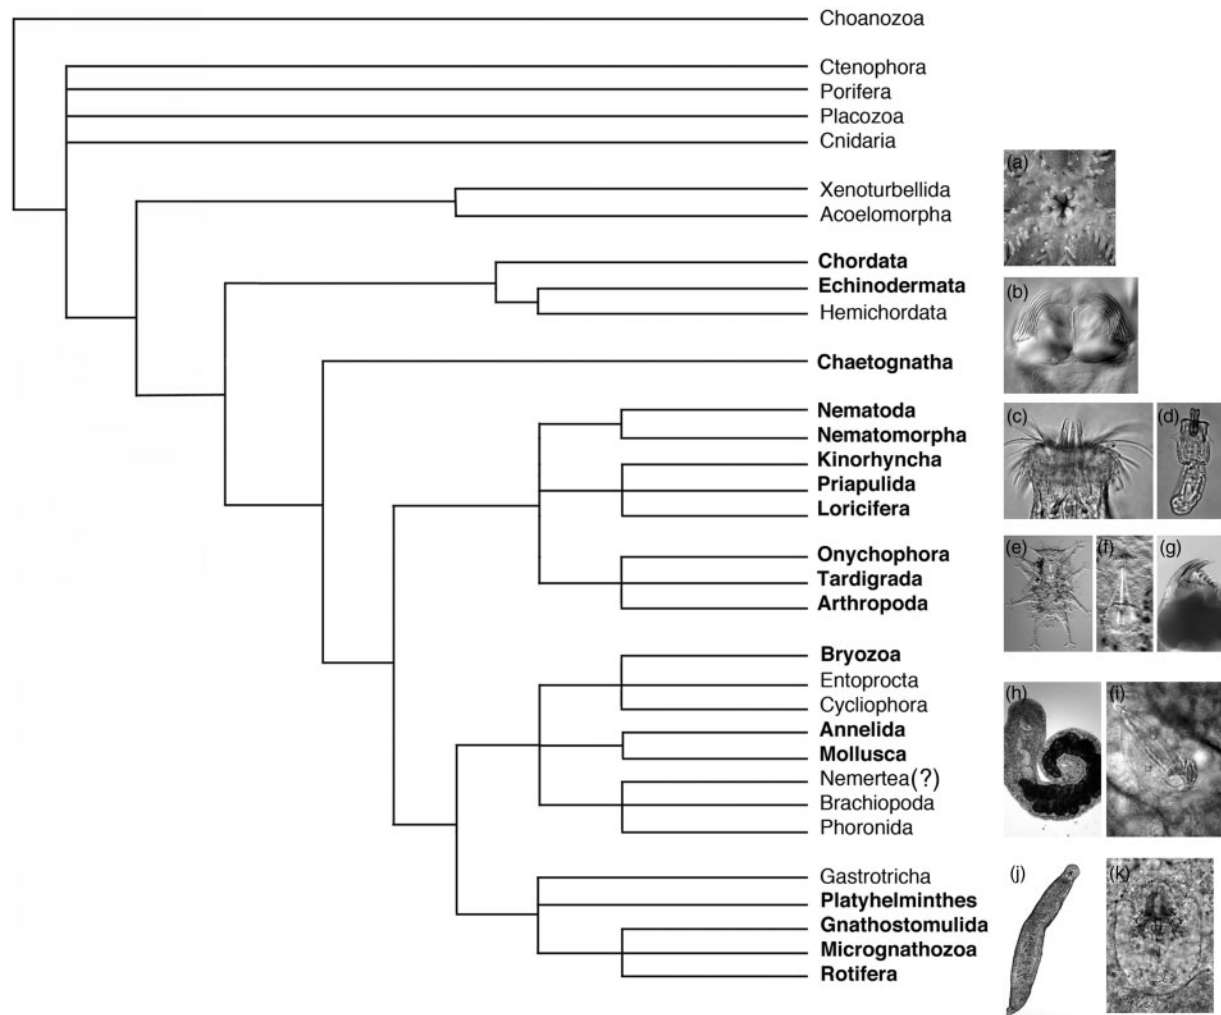 Choanozoa
Ctenophora
Porifera
Placozoa
Cnidaria
Xenoturbellida
Acoelomorpha
Chordata
Echinodermata
Hemichordata
Chaetognatha
Nematoda
Nematomorpha
Kinorhyncha
Priapulida
Loricifera
Onychophora
Tardigrada
Arthropoda
Bryozoa
Entoprocta
Cycliophora
Annelida
Mollusca
Nemertea(?)
Brachiopoda
Phoronida
Gastrotricha
Platyhelminthes
Gnathostomulida
Micrognathozoa
Rotifera
(a)
(b)
(c) (d)
(e) (f) (g)
(h) (i)
(j) (k)